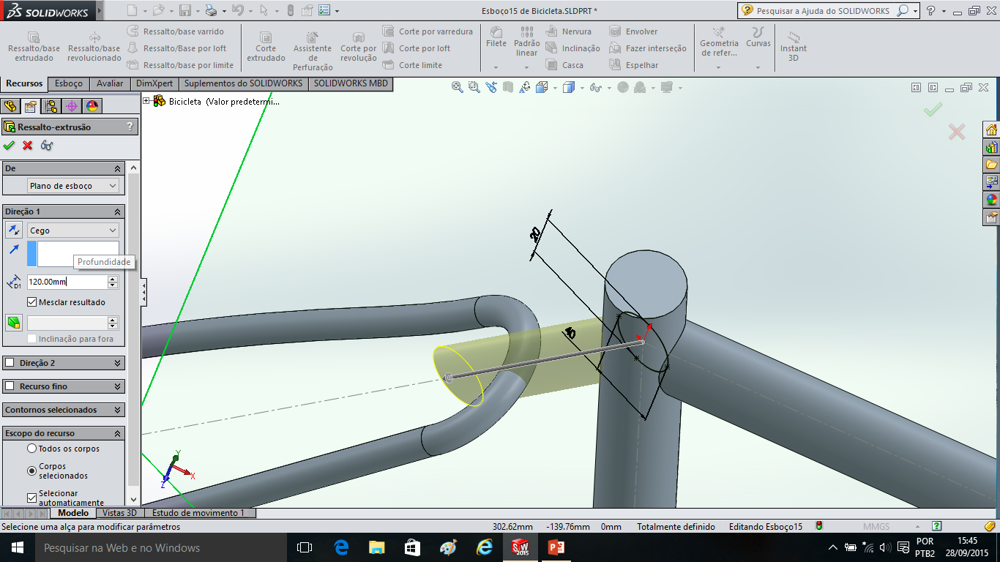 SOLIDWORKS
Esboço15 de Bicicleta.SLDPRT *
Pesquisar a Ajuda do SOLIDWORKS
Ressalto/base
extrudado
Ressalto/base
revolucionado
Ressalto/base varrido
Ressalto/Base por loft
Ressalto/base por limite
Corte
extrudado
Assistente
de
Perfuração
Corte por
revolução
Corte por varredura
Corte por loft
Corte limite
Filete
Padrão
linear
Nervura
Inclinação
Casca
Envolver
Fazer interseção
Espelhar
Geometria
de refer...
Curvas
Instant
3D
Recursos
Esboço
Avaliar
DimXpert
Suplementos do SOLIDWORKS
SOLIDWORKS MBD
Bicicleta (Valor predetermi...
Ressalto-extrusão
?
De
Plano de esboço
Direção 1
Cego
Profundidade
D1
120.00mm
Mesclar resultado
Inclinação para fora
Direção 2
Recurso fino
Contornos selecionados
Escopo do recurso
Todos os corpos
Corpos
selecionados
Selecionar
automaticamente
20
40
Y
X
Z
Modelo
Vistas 3D
Estudo de movimento 1
Selecione uma alça para modificar parâmetros
302.62mm
-139.76mm
0mm
Totalmente definido
Editando Esboço15
MMGS
Pesquisar na Web e no Windows
SW
2015
POR
PTB2
15:45
28/09/2015